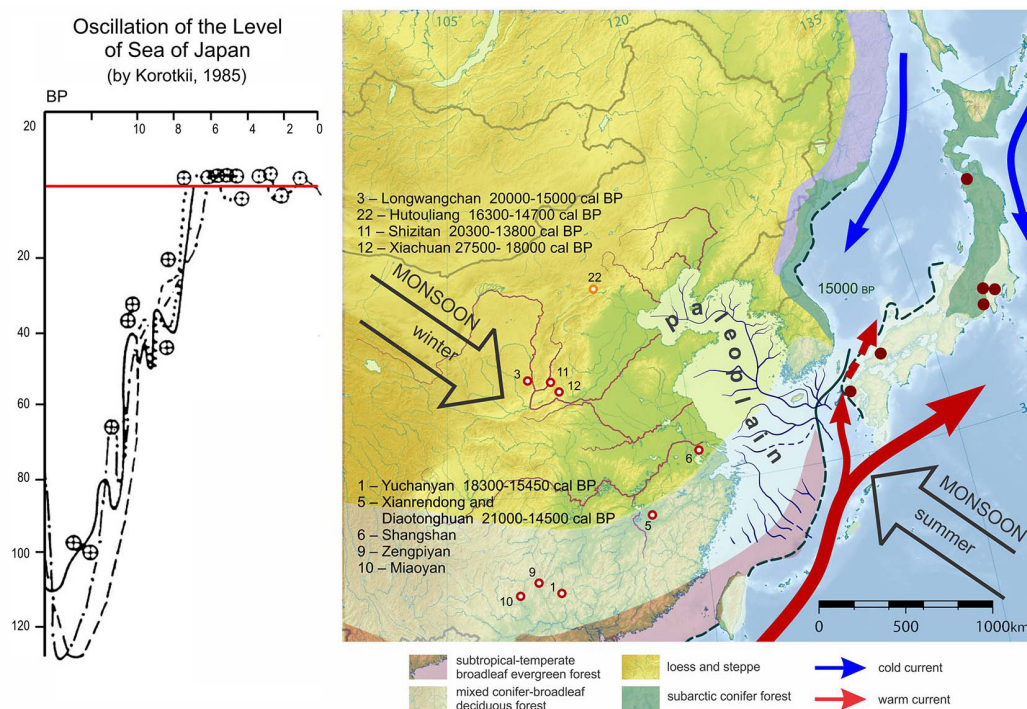 Oscillation of the Level
of Sea of Japan
(by Korotkii, 1985)
BP
20
10 8 6 4 2 0
20
40
60
80
100
120
105
120
135
3 – Longwangchan 20000-15000 cal BP
22 – Hutouliang 16300-14700 cal BP
11 – Shizitan 20300-13800 cal BP
12 – Xiachuan 27500- 18000 cal BP
MONSOON
winter
22
3
11
12
paleoplain
15000 BP
6
1 – Yuchanyan 18300-15450 cal BP
5 – Xianrendong and
Diaotonghuan 21000-14500 cal BP
6 – Shangshan
9 – Zengpiyan
10 – Miaoyan
5
9
1
10
MONSOON
summer
0 500 1000km
subtropical-temperate
broadleaf evergreen forest
mixed conifer-broadleaf
deciduous forest
loess and steppe
subarctic conifer forest
cold current
warm current